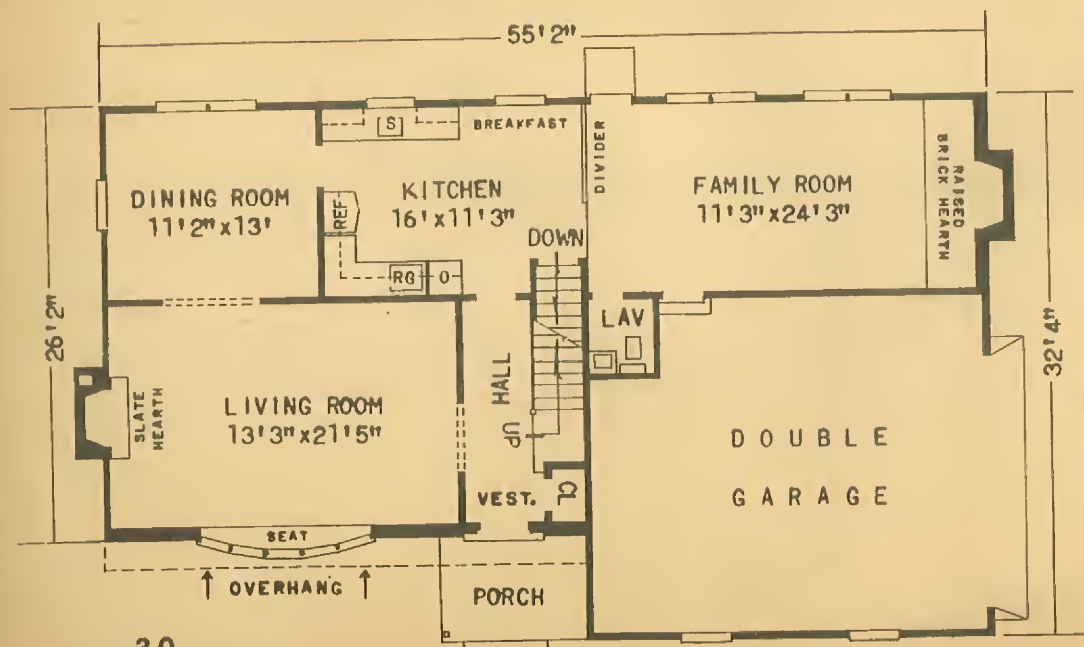 55'2"
DINING ROOM
11'2"x13'
S
BREAKFAST
REF
KITCHEN
16'x11'3"
DOWN
RG
O
DIVIDER
FAMILY ROOM
11'3"x24'3"
RAISED
BRICK HEARTH
26'2"
32'4"
SLATE
HEARTH
LIVING ROOM
13'3"x21'5"
HALL
UP
LAV
VEST.
CL
DOUBLE
GARAGE
SEAT
OVERHANG
PORCH